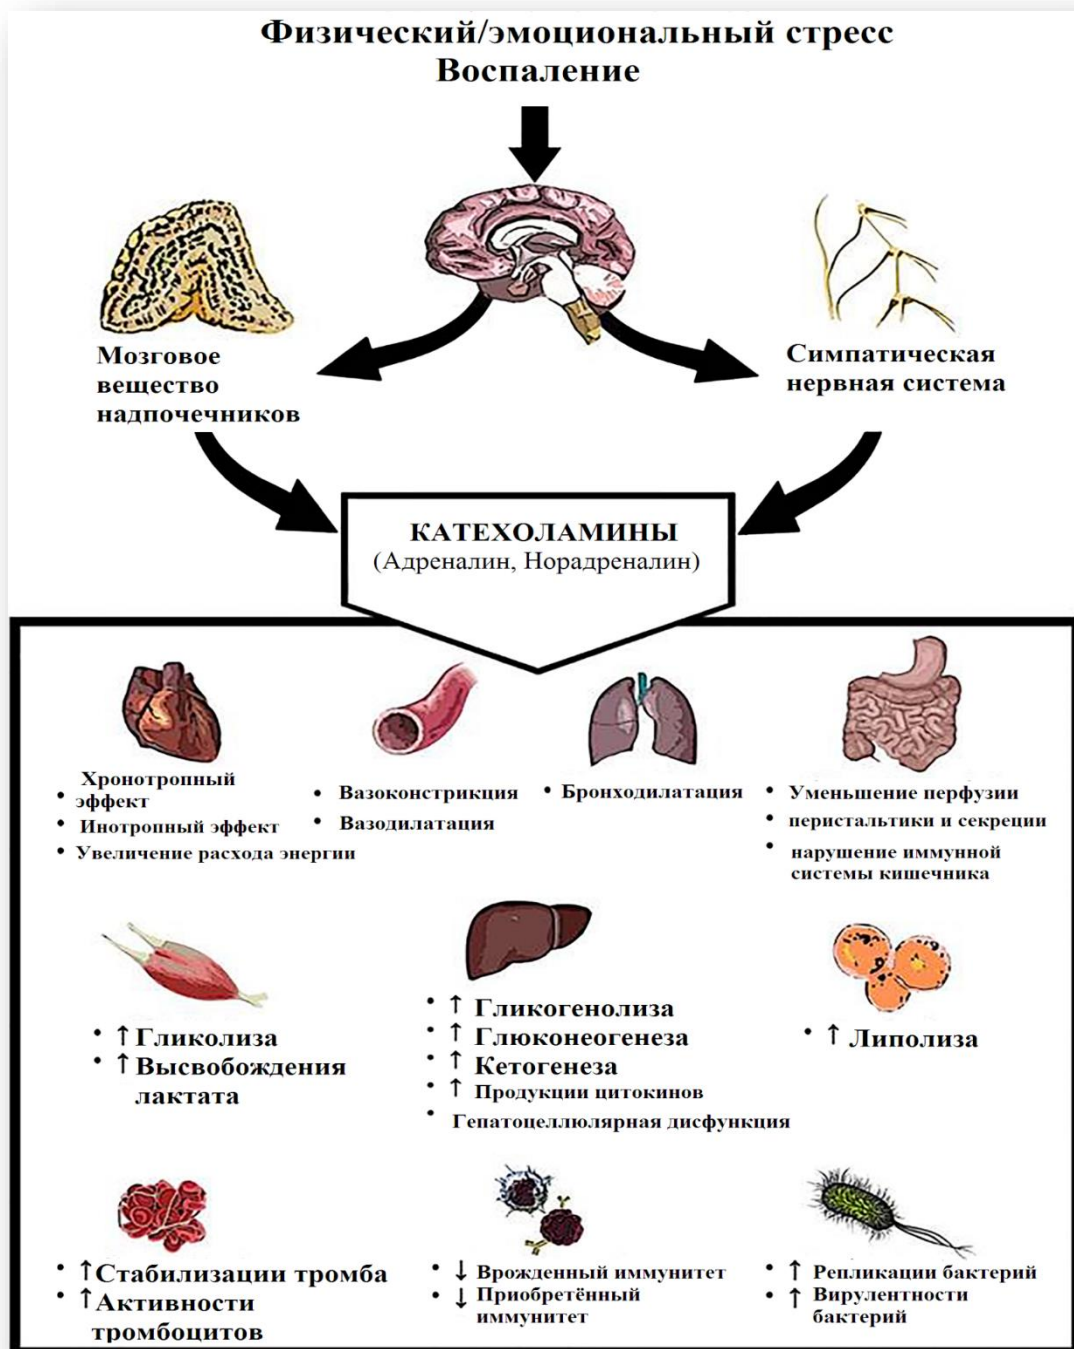 Физический/эмоциональный стресс
Воспаление
Мозговое
вещество
надпочечников
Симпатическая
нервная система
КАТЕХОЛАМИНЫ
(Адреналин, Норадреналин)
Хронотропный
• эффект
• Инотропный эффект
• Увеличение расхода энергии
• Вазоконстрикция
• Вазодилатация
• Бронходилатация
• Уменьшение перфузии
• перистальтики и секреции
• нарушение иммунной
системы кишечника
• ↑ Гликолиза
• ↑ Высвобождения
лактата
• ↑ Гликогенолиза
• ↑ Глюконеогенеза
• ↑ Кетогенеза
• ↑ Продукции цитокинов
• Гепатоцеллюлярная дисфункция
• ↑ Липолиза
• ↑ Стабилизации тромба
• ↑ Активности
тромбоцитов
• ↓ Врожденный иммунитет
• ↓ Приобретённый
иммунитет
• ↑ Репликации бактерий
• ↑ Вирулентности
бактерий